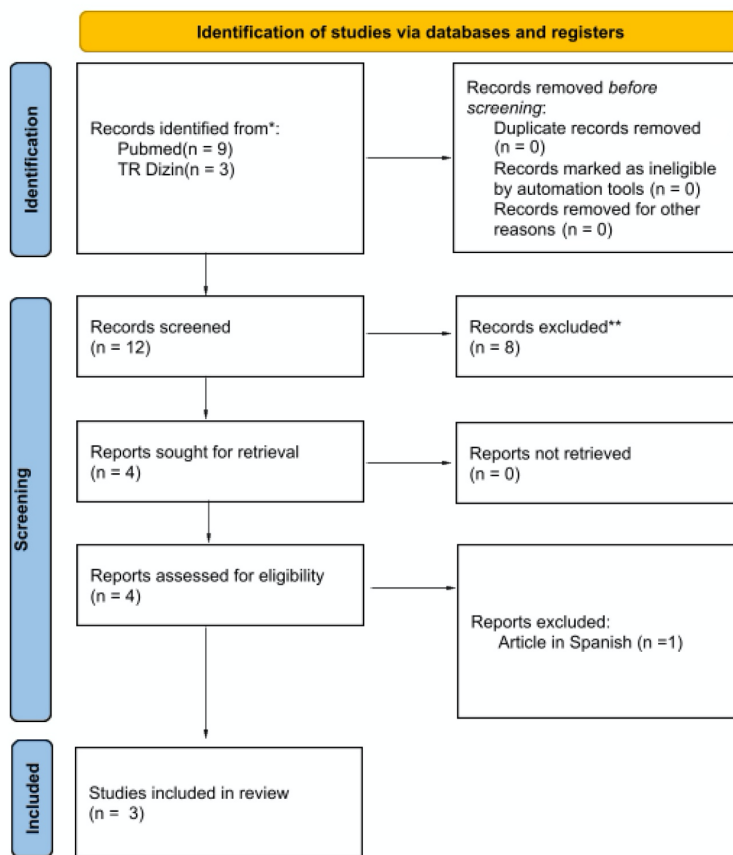 Identification of studies via databases and registers
Identification
Records identified from*:
Pubmed(n = 9)
TR Dizin(n = 3)
Records removed before
screening:
Duplicate records removed
(n = 0)
Records marked as ineligible
by automation tools (n = 0)
Records removed for other
reasons (n = 0)
Screening
Records screened
(n = 12)
Records excluded**
(n = 8)
Reports sought for retrieval
(n = 4)
Reports not retrieved
(n = 0)
Reports assessed for eligibility
(n = 4)
Reports excluded:
Article in Spanish (n =1)
Included
Studies included in review
(n = 3)